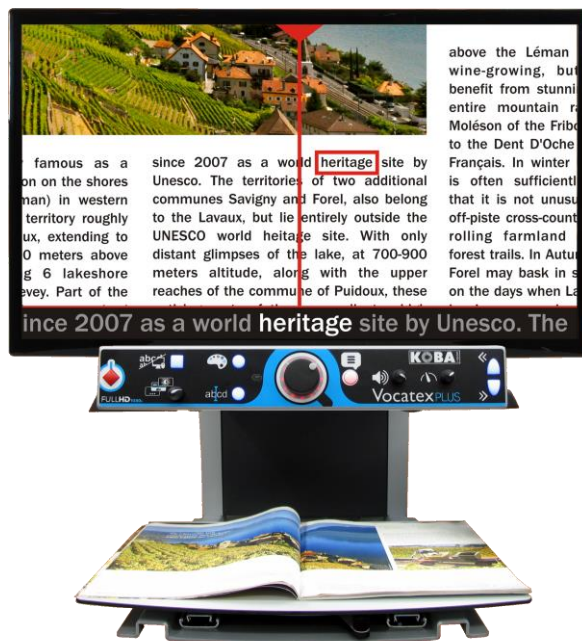 famous as a
on on the shores
man) in western
territory roughly
ux, extending to
0 meters above
g 6 lakeshore
evey. Part of the
since 2007 as a world heritage site by
Unesco. The territories of two additional
communes Savigny and Forel, also belong
to the Lavaux, but lie entirely outside the
UNESCO world heitage site. With only
distant glimpses of the lake, at 700-900
meters altitude, along with the upper
reaches of the commune of Puidoux, these
above the Léman
wine-growing, but
benefit from stunni
entire mountain ra
Moléson of the Fribo
to the Dent D'Oche
Français. In winter
is often sufficientl
that it is not unusu
off-piste cross-count
rolling farmland
forest trails. In Autu
Forel may bask in s
on the days when La
ince 2007 as a world heritage site by Unesco. The
abc
KOBA
FULLHD
abcd
Vocatex PLUS